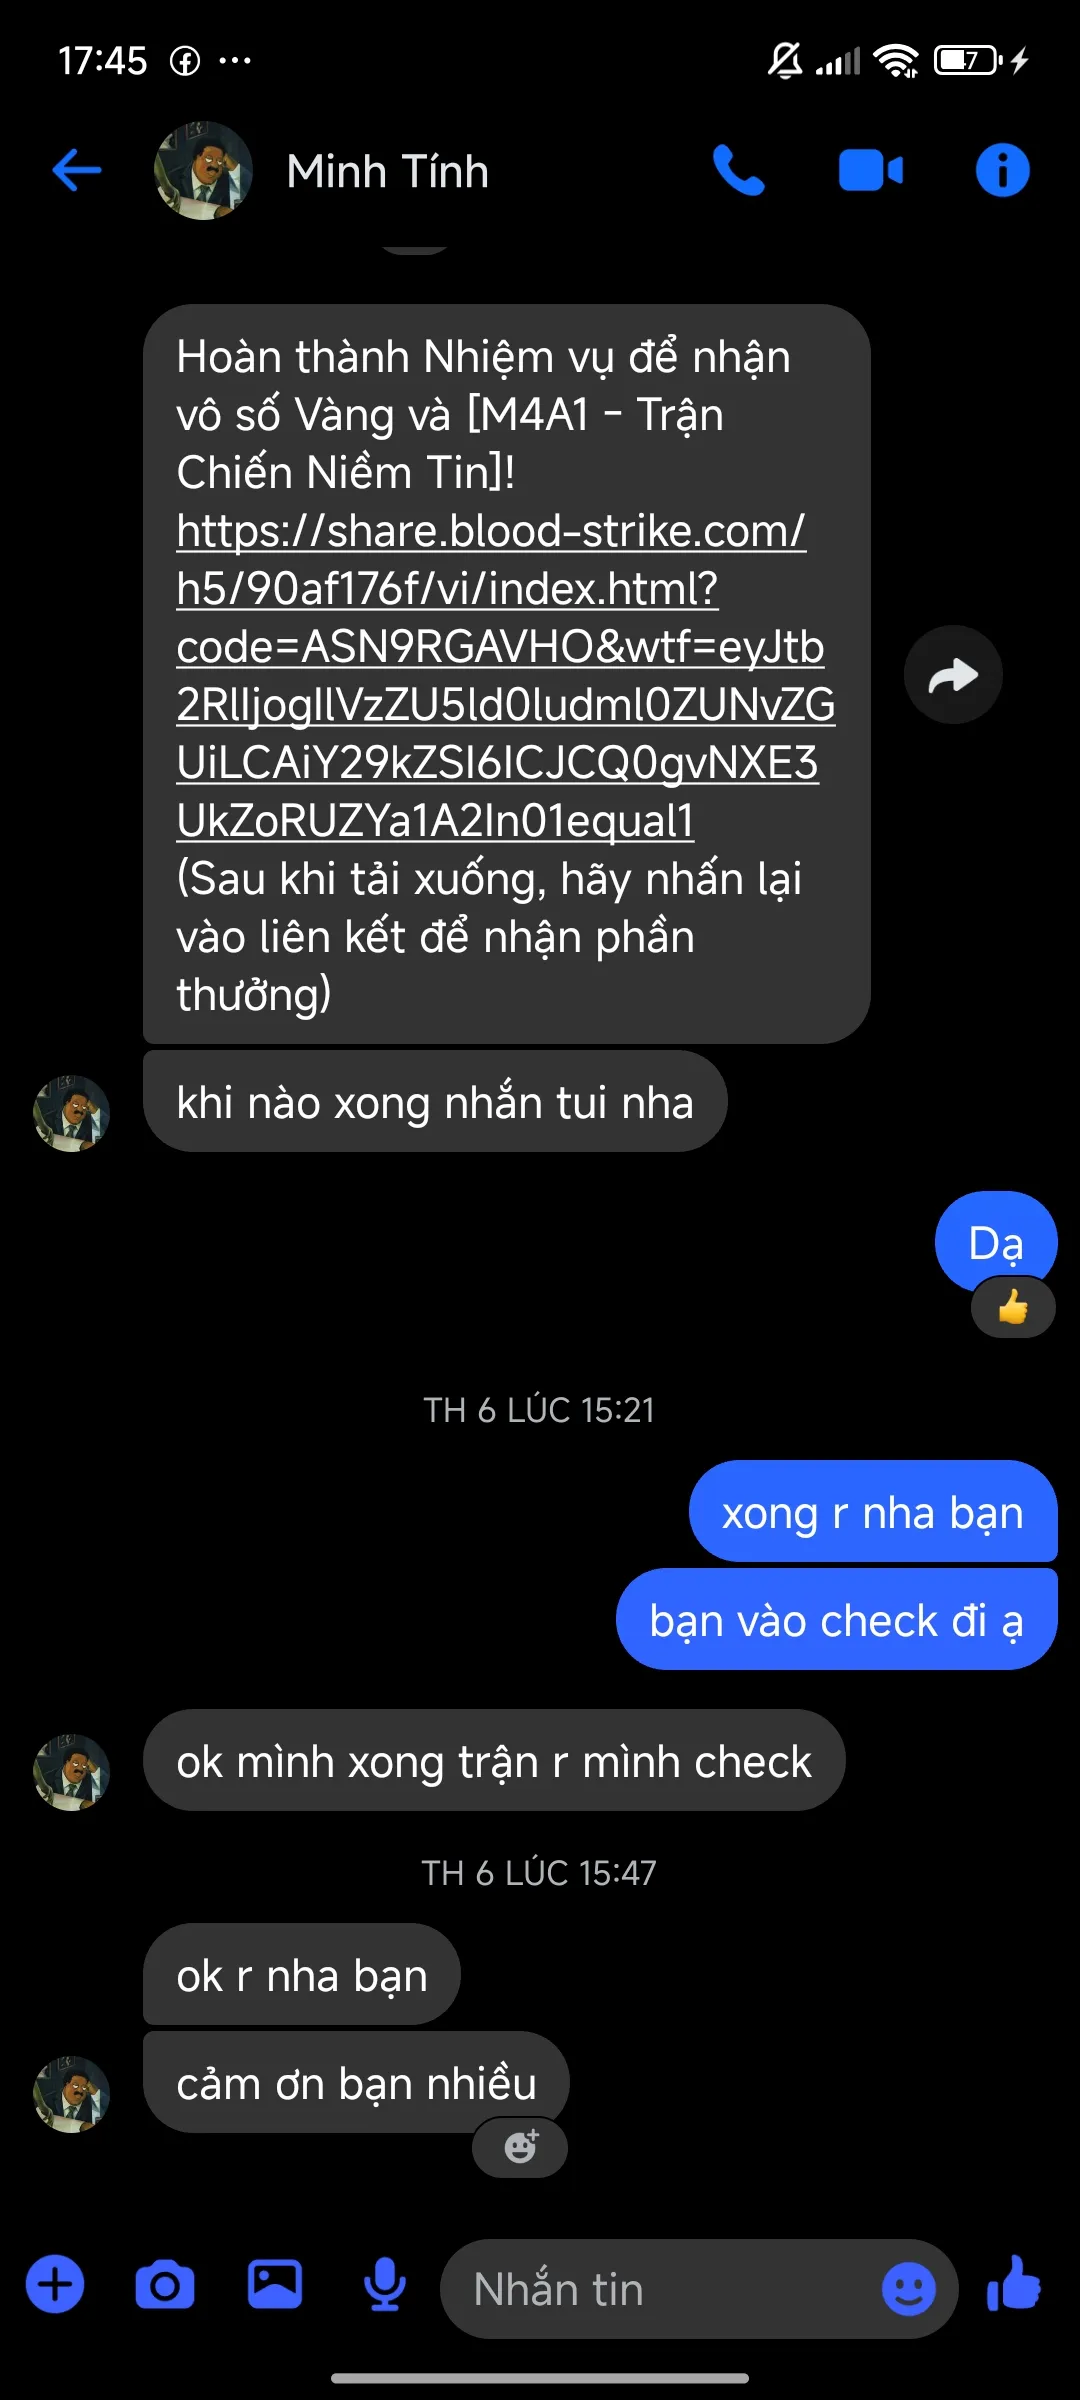 17:45
47
Minh Tính
Hoàn thành Nhiệm vụ để nhận
vô số Vàng và [M4A1 - Trận
Chiến Niềm Tin]!
https://share.blood-strike.com/
h5/90af176f/vi/index.html?
code=ASN9RGAVHO&wtf=eyJtb
2RlIjogIlVzZU5ld0ludml0ZUNvZG
UiLCAiY29kZSI6ICJCQ0gvNXE3
UkZoRUZYa1A2In01equal1
(Sau khi tải xuống, hãy nhấn lại
vào liên kết để nhận phần
thưởng)
khi nào xong nhắn tui nha
Dạ
TH 6 LÚC 15:21
xong r nha bạn
bạn vào check đi ạ
ok mình xong trận r mình check
TH 6 LÚC 15:47
ok r nha bạn
cảm ơn bạn nhiều
Nhắn tin